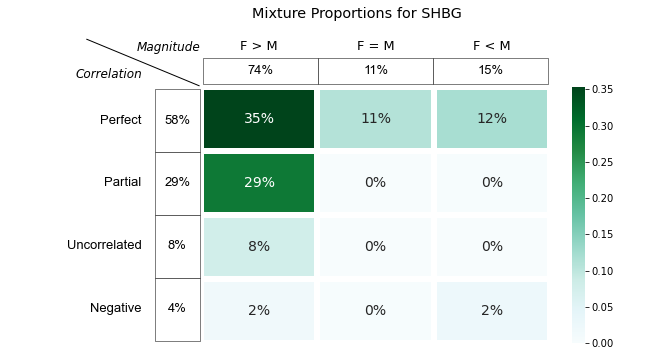 Mixture Proportions for SHBG
Magnitude F > M F = M F < M
Correlation 74% 11% 15%
Perfect 58% 35% 11% 12%
Partial 29% 29% 0% 0%
Uncorrelated 8% 8% 0% 0%
Negative 4% 2% 0% 2%
0.35
0.30
0.25
0.20
0.15
0.10
0.05
0.00